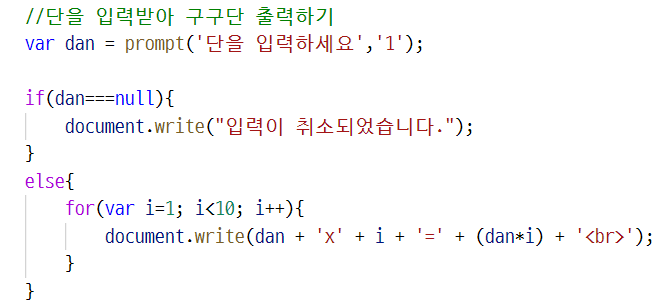 //단을 입력받아 구구단 출력하기
var dan = prompt('단을 입력하세요','1');
if(dan===null){
document.write("입력이 취소되었습니다.");
}
else{
for(var i=1; i<10; i++){
document.write(dan + 'x' + i + '=' + (dan*i) + '<br>');
}
}